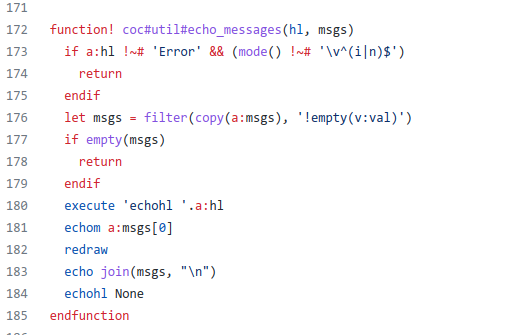 171
172 function! coc#util#echo_messages(hl, msgs)
173   if a:hl !~# 'Error' && (mode() !~# '\v^(i|n)$')
174     return
175   endif
176   let msgs = filter(copy(a:msgs), '!empty(v:val)')
177   if empty(msgs)
178     return
179   endif
180   execute 'echohl '.a:hl
181   echom a:msgs[0]
182   redraw
183   echo join(msgs, "\n")
184   echohl None
185 endfunction